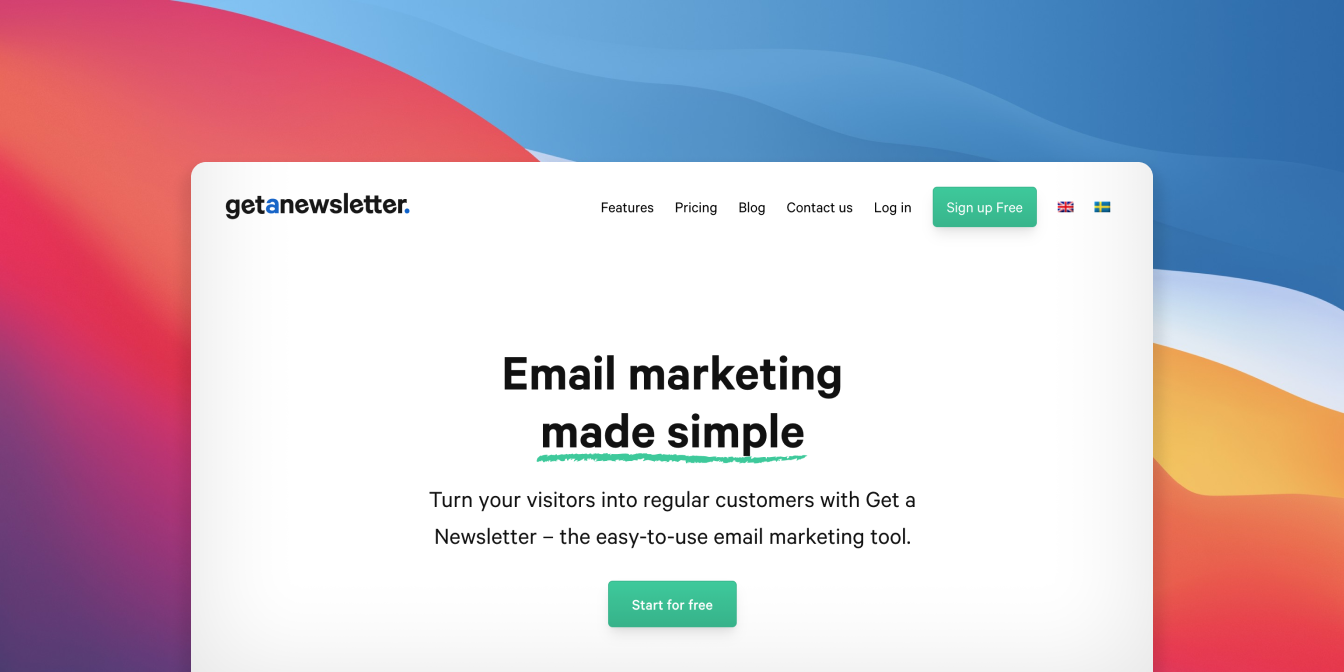 getanewsletter.
Features Pricing Blog Contact us Log in Sign up Free
Email marketing
made simple
Turn your visitors into regular customers with Get a
Newsletter – the easy-to-use email marketing tool.
Start for free